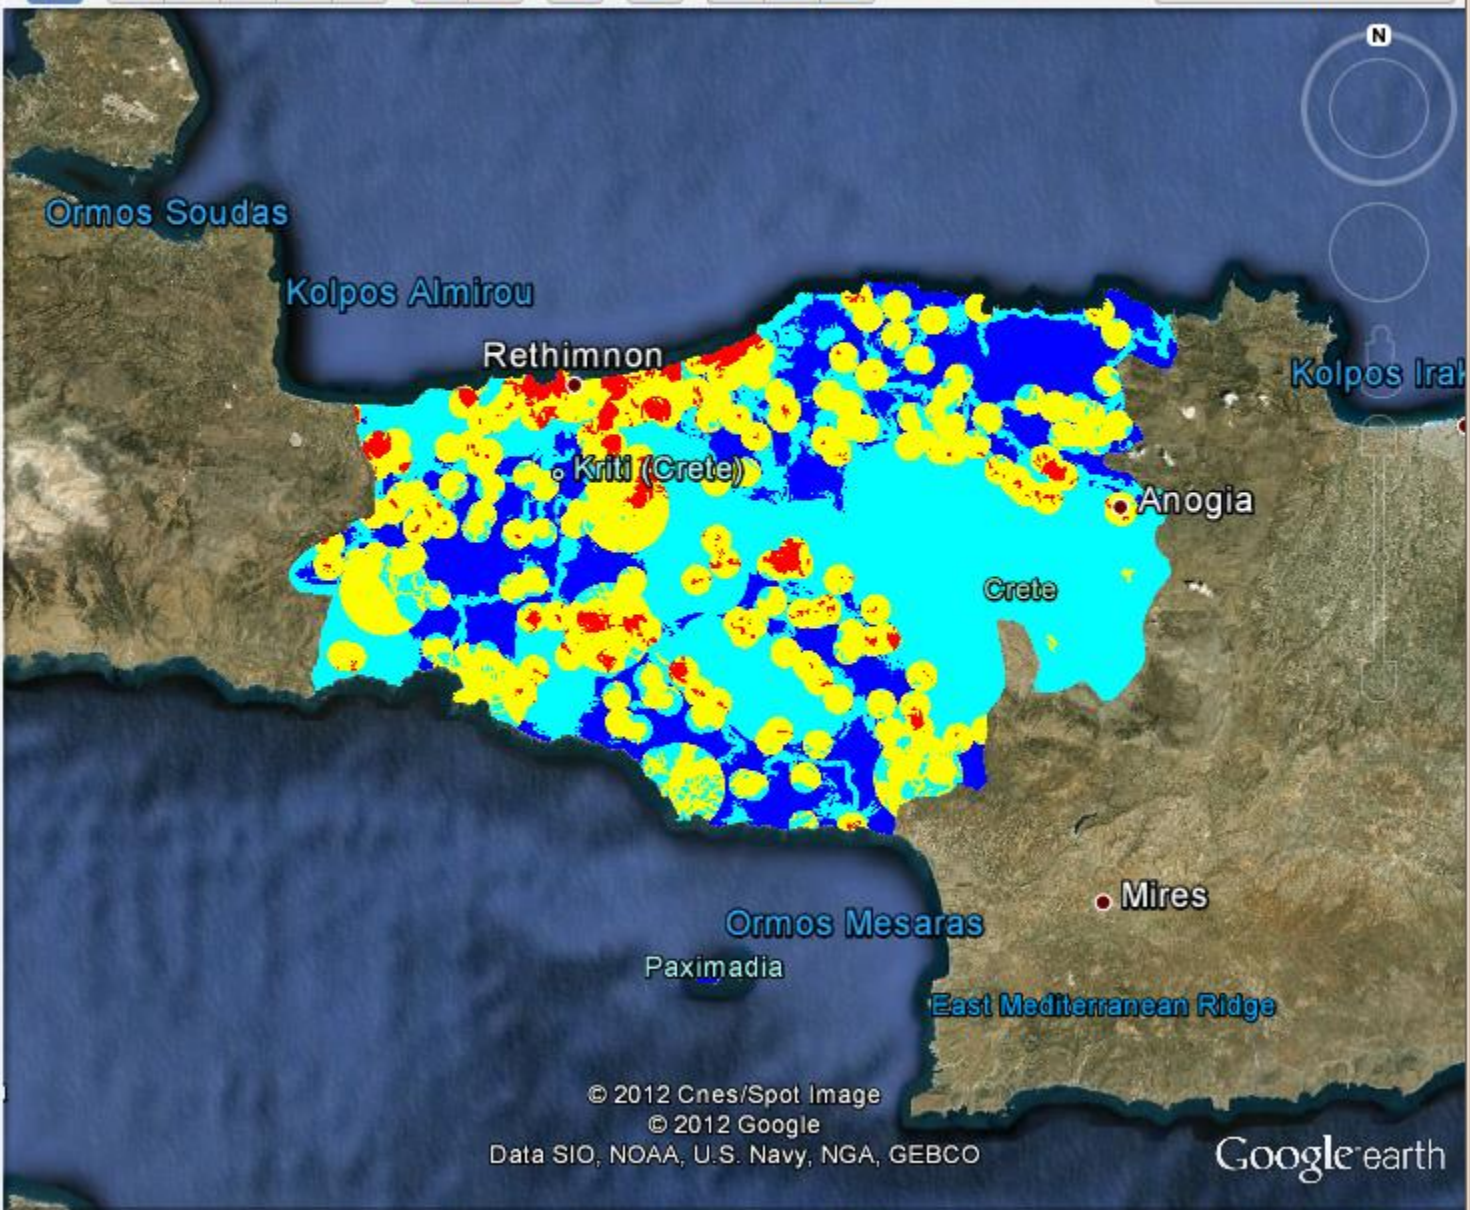 N
Ormos Soudas
Kolpos Almirou
Rethimnon
Kolpos Irak
Kriti (Crete)
Anogia
Crete
Mires
Ormos Mesaras
Paximadia
East Mediterranean Ridge
© 2012 Cnes/Spot Image
© 2012 Google
Data SIO, NOAA, U.S. Navy, NGA, GEBCO
Google earth